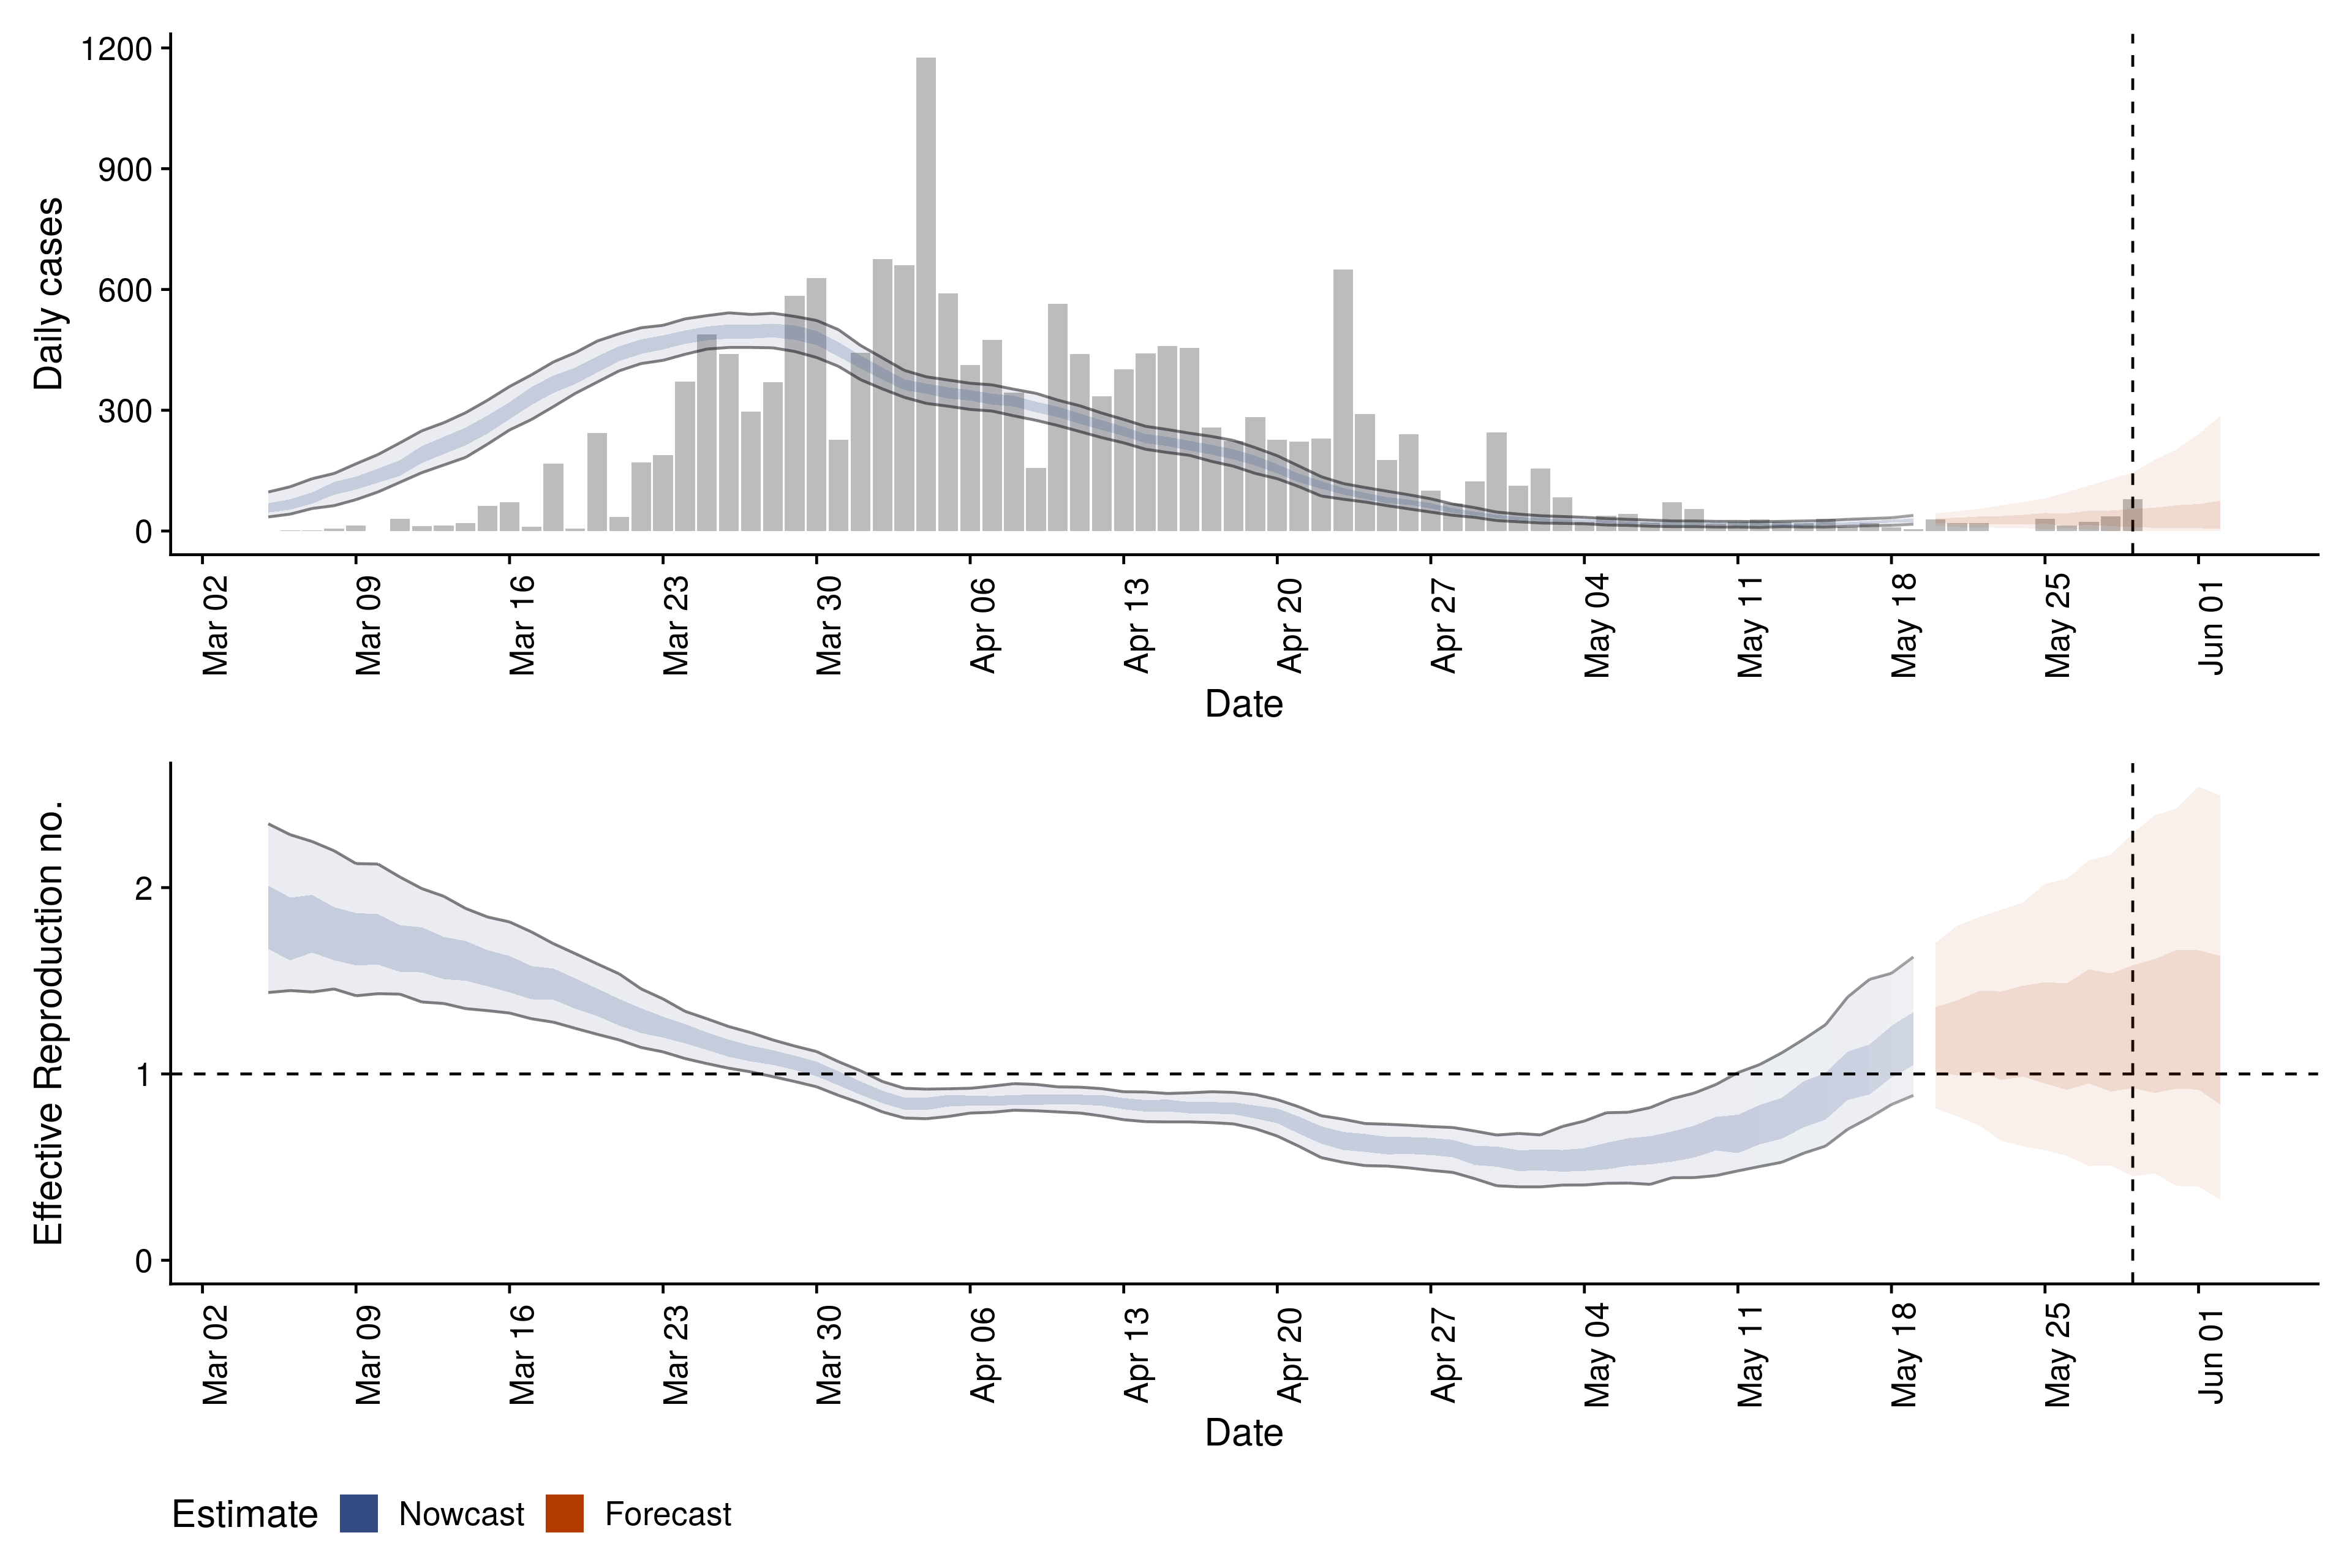 Daily cases
1200
900
600
300
0
Mar 02
Mar 09
Mar 16
Mar 23
Mar 30
Apr 06
Apr 13
Apr 20
Apr 27
May 04
May 11
May 18
May 25
Jun 01
Date
Effective Reproduction no.
2
1
0
Mar 02
Mar 09
Mar 16
Mar 23
Mar 30
Apr 06
Apr 13
Apr 20
Apr 27
May 04
May 11
May 18
May 25
Jun 01
Date
Estimate Nowcast Forecast